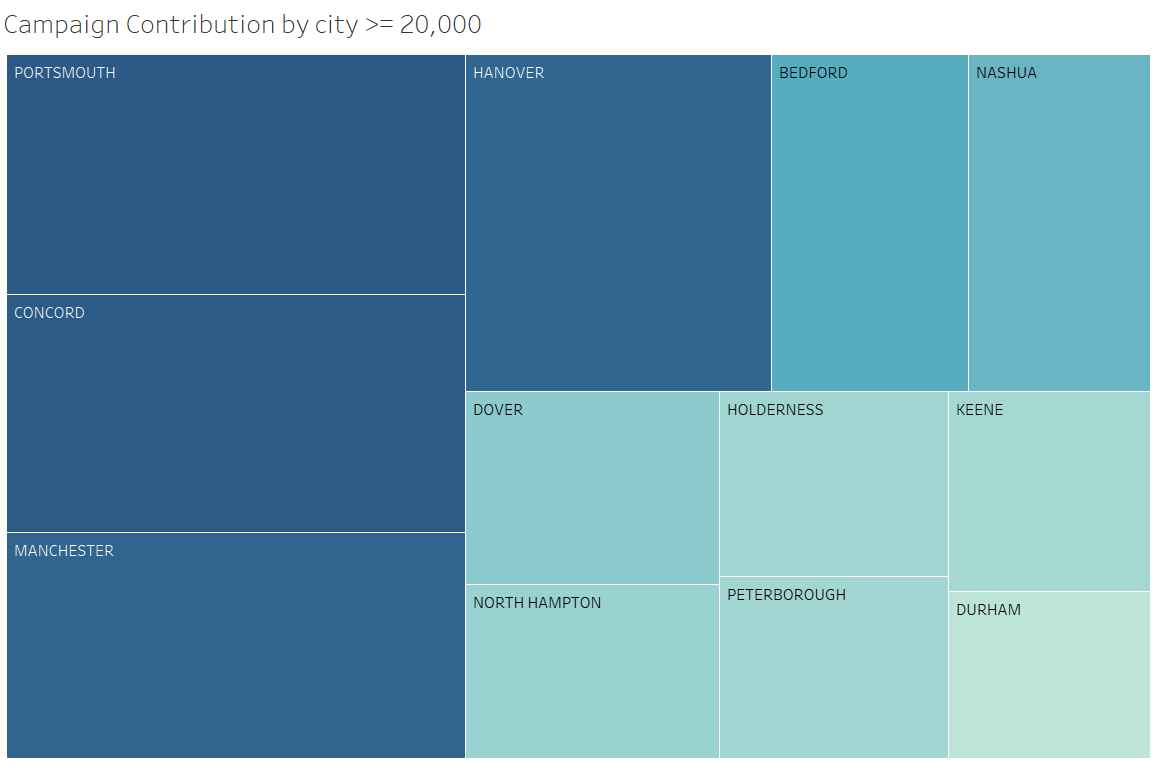 Campaign Contribution by city >= 20,000
PORTSMOUTH
CONCORD
MANCHESTER
HANOVER
BEDFORD
NASHUA
DOVER
NORTH HAMPTON
HOLDERNESS
PETERBOROUGH
KEENE
DURHAM